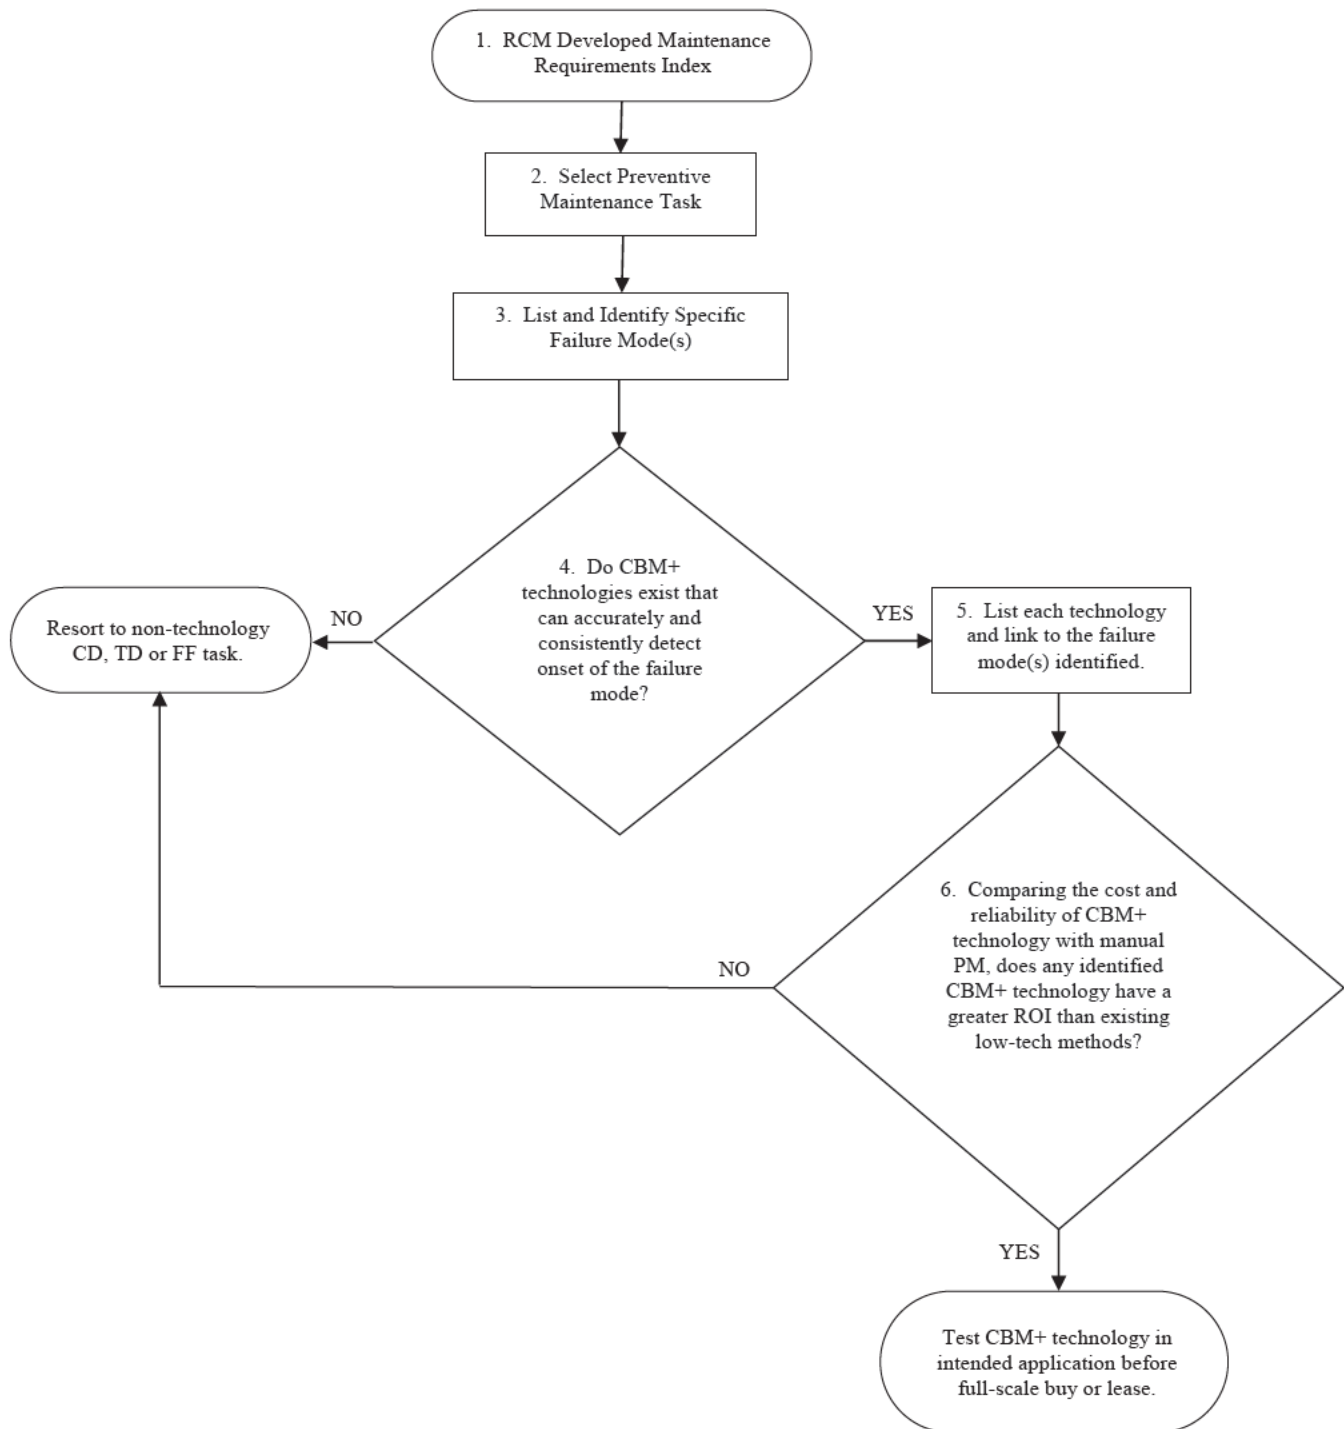 1. RCM Developed Maintenance
Requirements Index
2. Select Preventive
Maintenance Task
3. List and Identify Specific
Failure Mode(s)
4. Do CBM+
technologies exist that
can accurately and
consistently detect
onset of the failure
mode?
NO
Resort to non-technology
CD, TD or FF task.
YES
5. List each technology
and link to the failure
mode(s) identified.
6. Comparing the cost and
reliability of CBM+
technology with manual
PM, does any identified
CBM+ technology have a
greater ROI than existing
low-tech methods?
NO
YES
Test CBM+ technology in
intended application before
full-scale buy or lease.